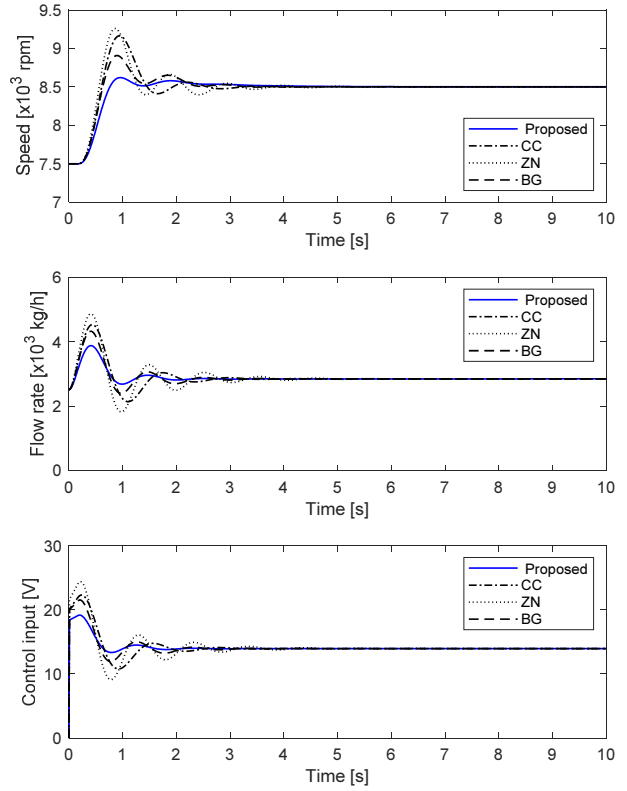 9.5
9
8.5
8
7.5
7
Speed [x10³ rpm]
Proposed
CC
ZN
BG
0 1 2 3 4 5 6 7 8 9 10
Time [s]
6
4
2
0
Flow rate [x10³ kg/h]
Proposed
CC
ZN
BG
0 1 2 3 4 5 6 7 8 9 10
Time [s]
30
20
10
0
Control input [V]
Proposed
CC
ZN
BG
0 1 2 3 4 5 6 7 8 9 10
Time [s]